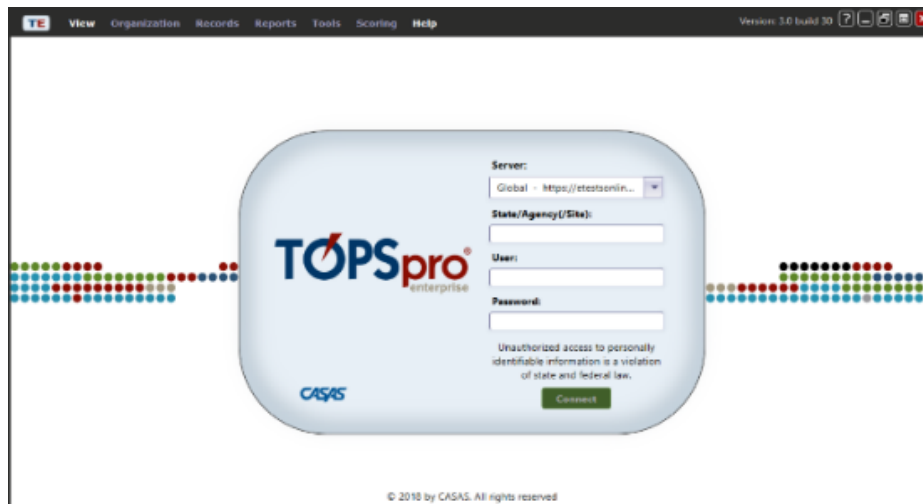 TE View Organization Records Reports Tools Scoring Help Version: 3.0 build 30 ?
Server:
Global - https://etestsonlin...
State/Agency(/Site):
User:
TOPSpro®
enterprise
Password:
Unauthorized access to personally
identifiable information is a violation
of state and federal law.
CASAS
Connect
© 2018 by CASAS. All rights reserved